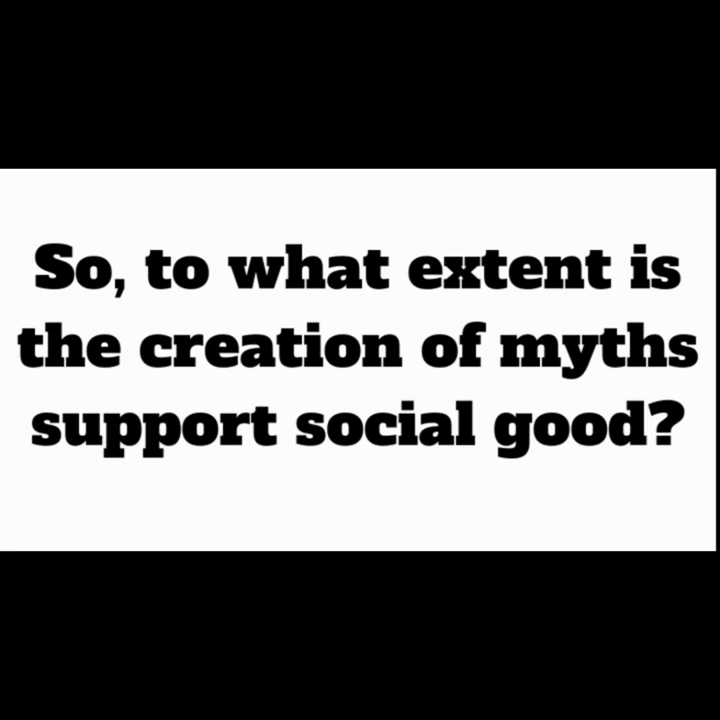 So, to what extent is
the creation of myths
support social good?